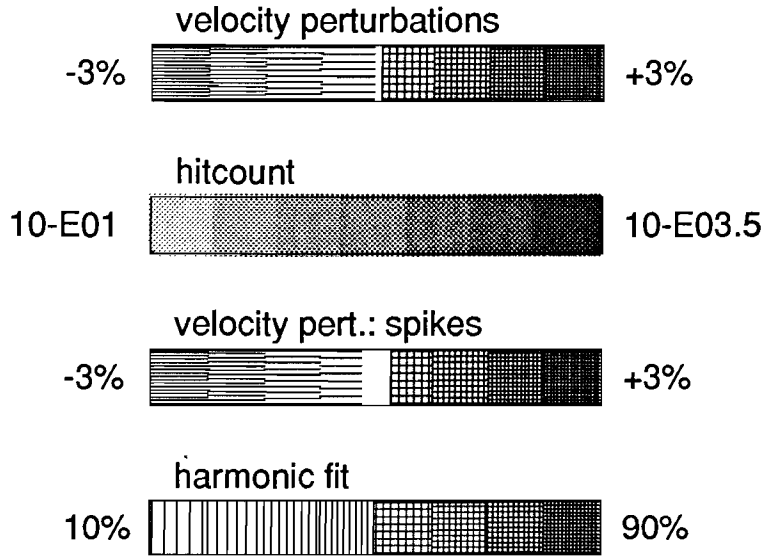 velocity perturbations
-3% +3%
hitcount
10-E01 10-E03.5
velocity pert.: spikes
-3% +3%
harmonic fit
10% 90%